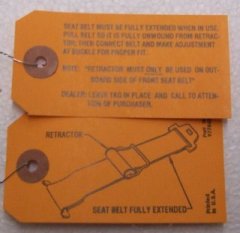 SEAT BELT MUST BE FULLY EXTENDED WHEN IN USE.
PULL BELT SO IT IS FULLY UNWOUND FROM RETRAC-
TOR; THEN CONNECT BELT AND MAKE ADJUSTMENT
AT BUCKLE FOR PROPER FIT.
NOTE: "RETRACTOR MUST ONLY BE USED ON OUT-
BOARD SIDE OF FRONT SEAT BELT"
DEALER: LEAVE TAG IN PLACE AND CALL TO ATTEN-
TION OF PURCHASER.
RETRACTOR
SEAT BELT FULLY EXTENDED
Part
Printed
in U.S.A.